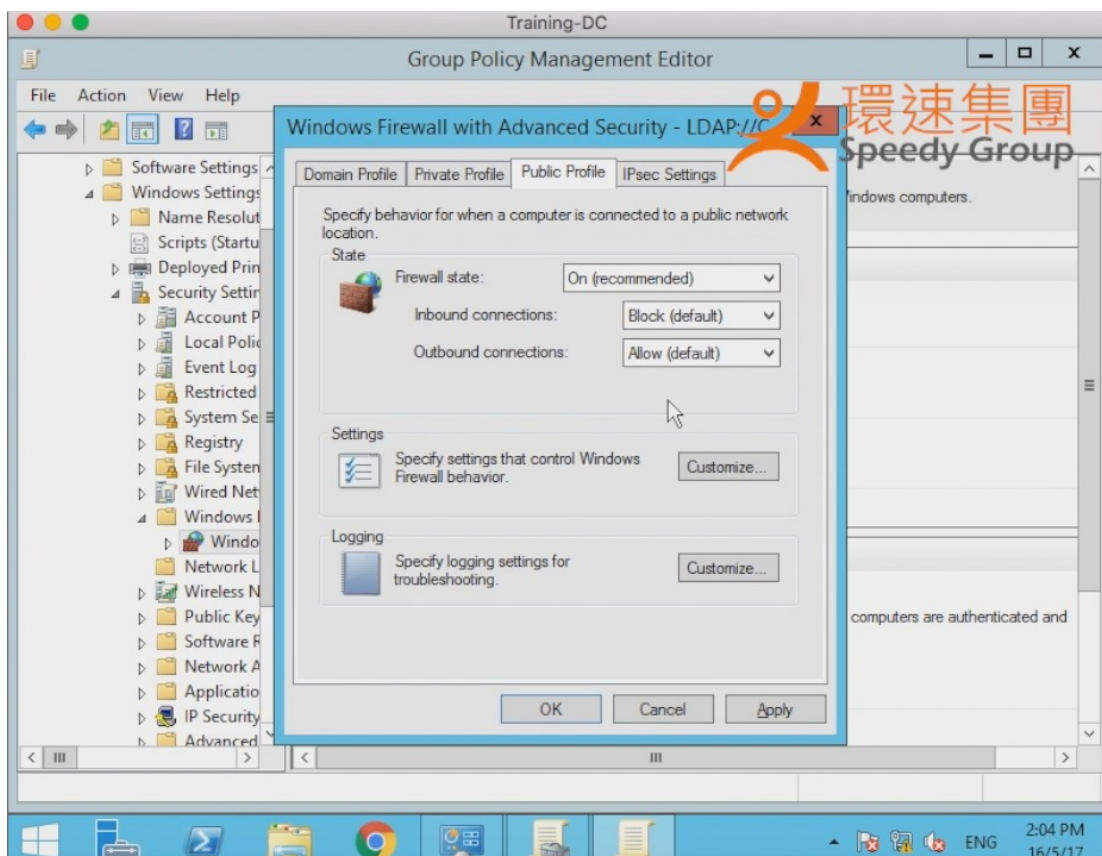 Training-DC
Group Policy Management Editor
File Action View Help
Windows Firewall with Advanced Security - LDAP://C
環速集團
Speedy Group
Software Settings
Windows Settings
Name Resolut
Scripts (Startu
Deployed Prin
Security Settin
Account P
Local Polic
Event Log
Restricted
System Se
Registry
File System
Wired Net
Windows
Windo
Network L
Wireless N
Public Key
Software R
Network A
Applicatio
IP Security
Advanced
Domain Profile Private Profile Public Profile IPsec Settings
Specify behavior for when a computer is connected to a public network
location.
State
Firewall state: On (recommended)
Inbound connections: Block (default)
Outbound connections: Allow (default)
Settings
Specify settings that control Windows
Firewall behavior.
Customize...
Logging
Specify logging settings for
troubleshooting.
Customize...
OK Cancel Apply
Windows computers.
computers are authenticated and
ENG
2:04 PM
16/5/17